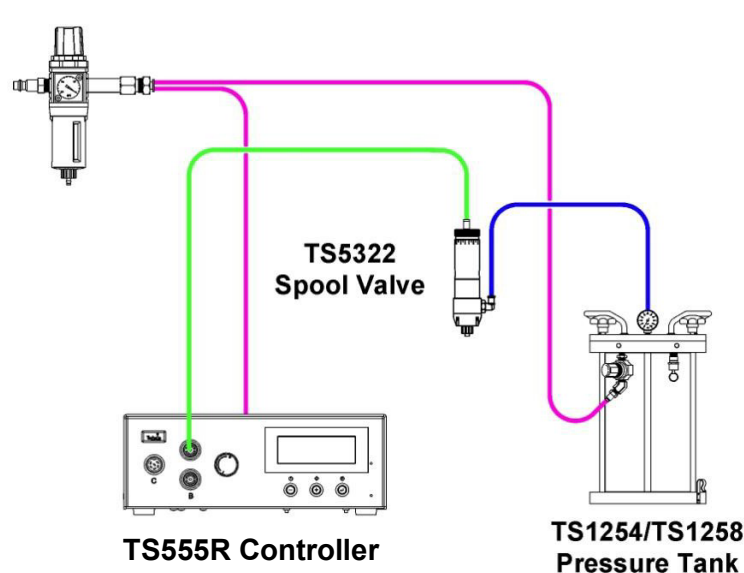 TS5322
Spool Valve
C
B
TS555R Controller
TS1254/TS1258
Pressure Tank